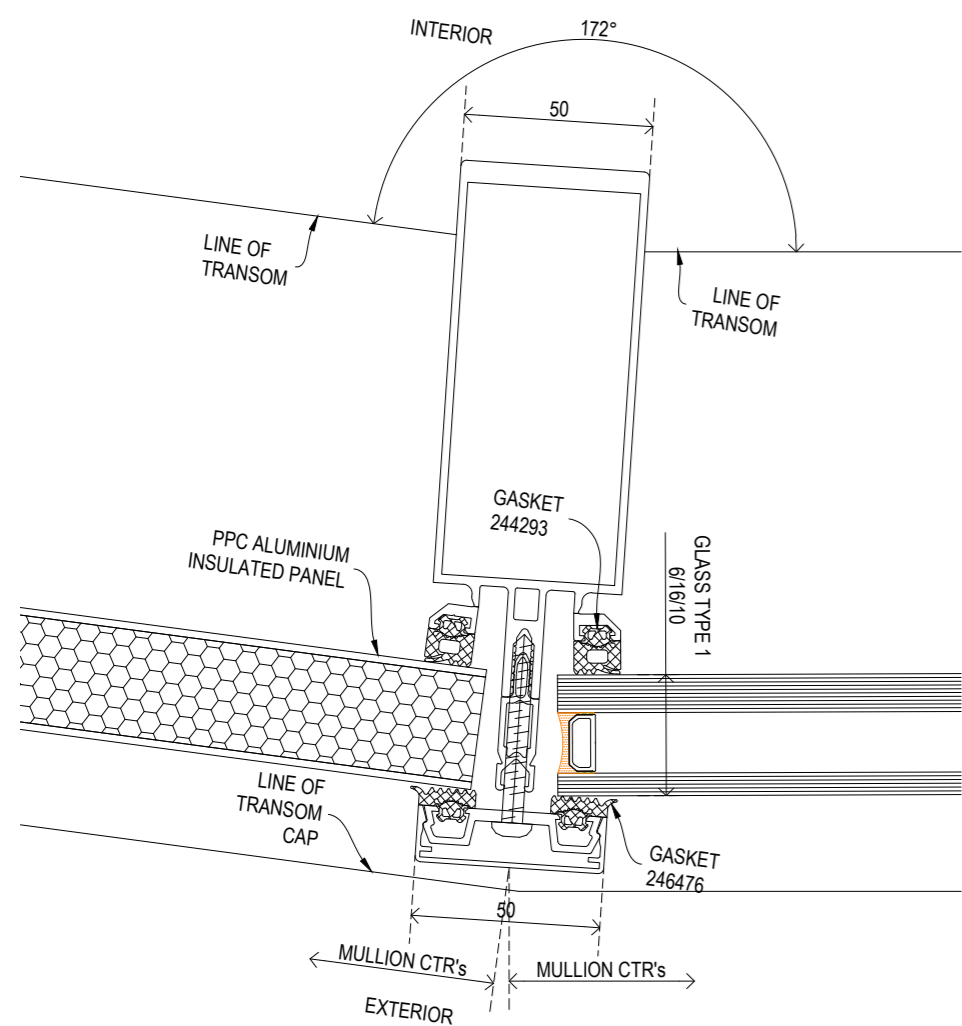 INTERIOR
172°
50
LINE OF
TRANSOM
LINE OF
TRANSOM
GASKET
244293
PPC ALUMINIUM
INSULATED PANEL
GLASS TYPE 1
6/16/10
LINE OF
TRANSOM
CAP
GASKET
246476
50
MULLION CTR's
MULLION CTR's
EXTERIOR